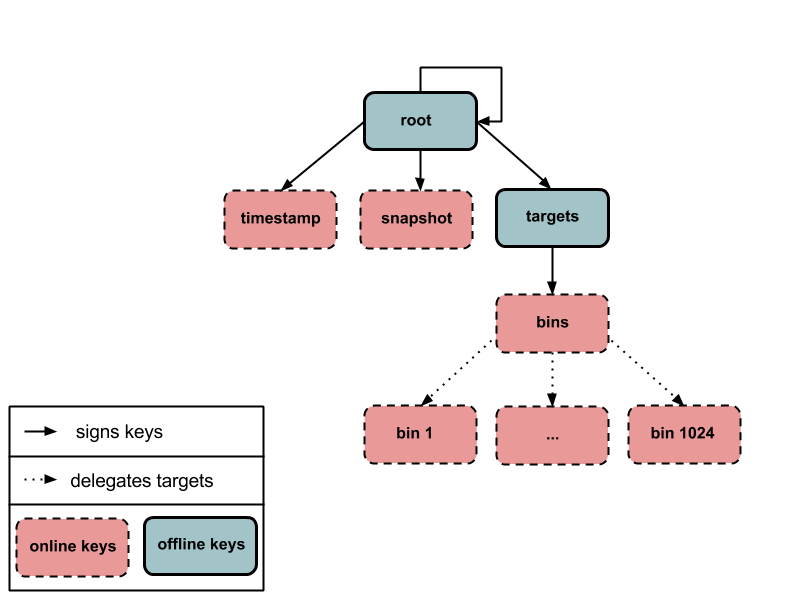 root
timestamp
snapshot
targets
bins
bin 1
...
bin 1024
signs keys
delegates targets
online keys
offline keys